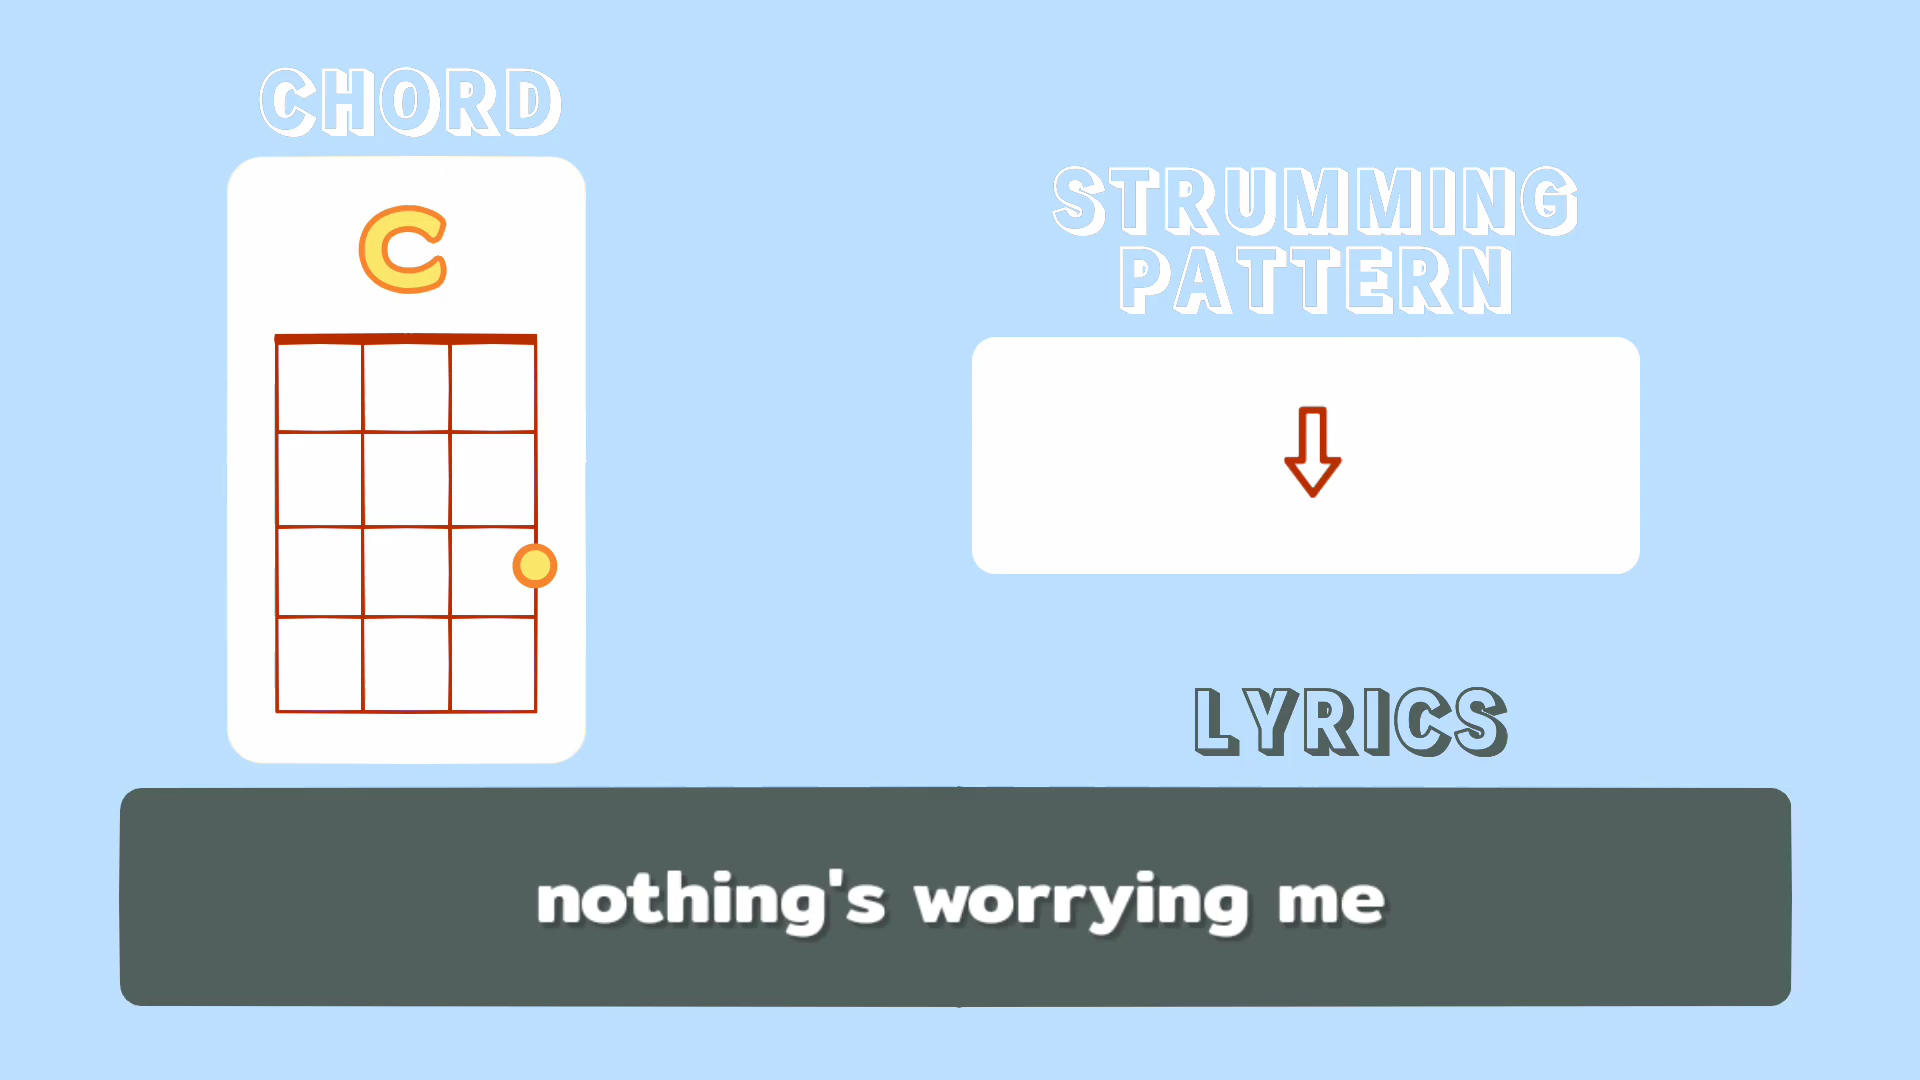 CHORD
C
STRUMMING
PATTERN
LYRICS
nothing's worrying me